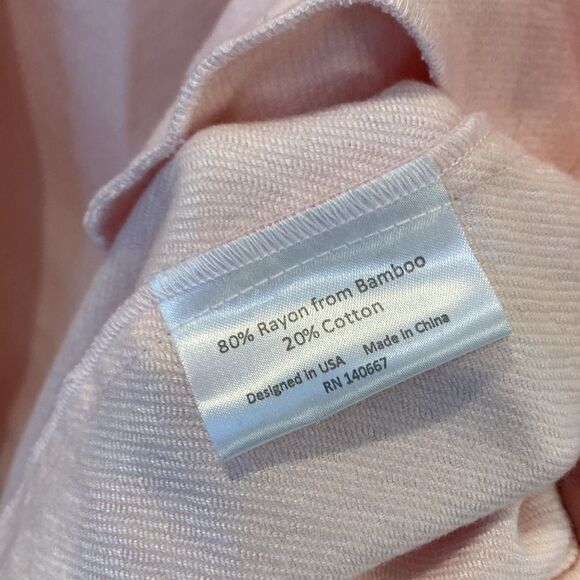 80% Rayon from Bamboo
20% Cotton
Designed in USA Made in China
RN 140667